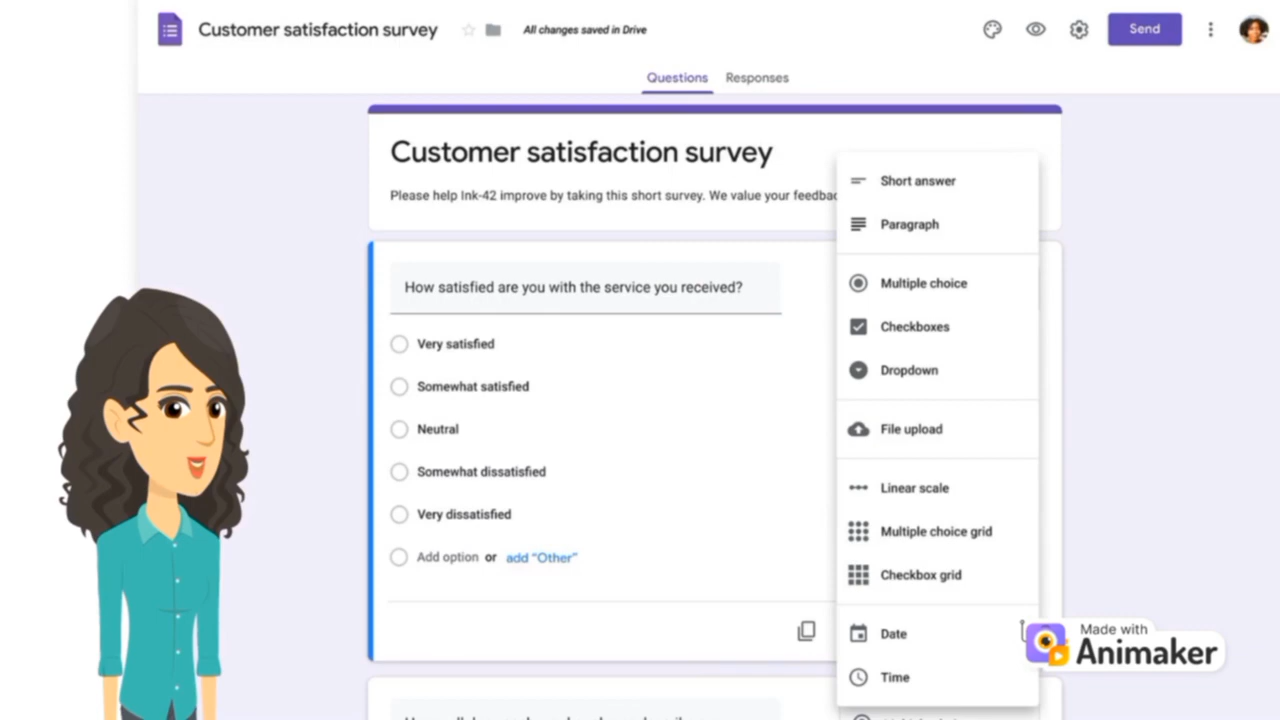 Customer satisfaction survey
All changes saved in Drive
Send
Questions
Responses
Customer satisfaction survey
Please help Ink-42 improve by taking this short survey. We value your
How satisfied are you with the service you received?
Very satisfied
Somewhat satisfied
Neutral
Somewhat dissatisfied
Very dissatisfied
Add option or add "Other"
Short answer
Paragraph
Multiple choice
Checkboxes
Dropdown
File upload
Linear scale
Multiple choice grid
Checkbox grid
Date
Time
Made with
Animaker